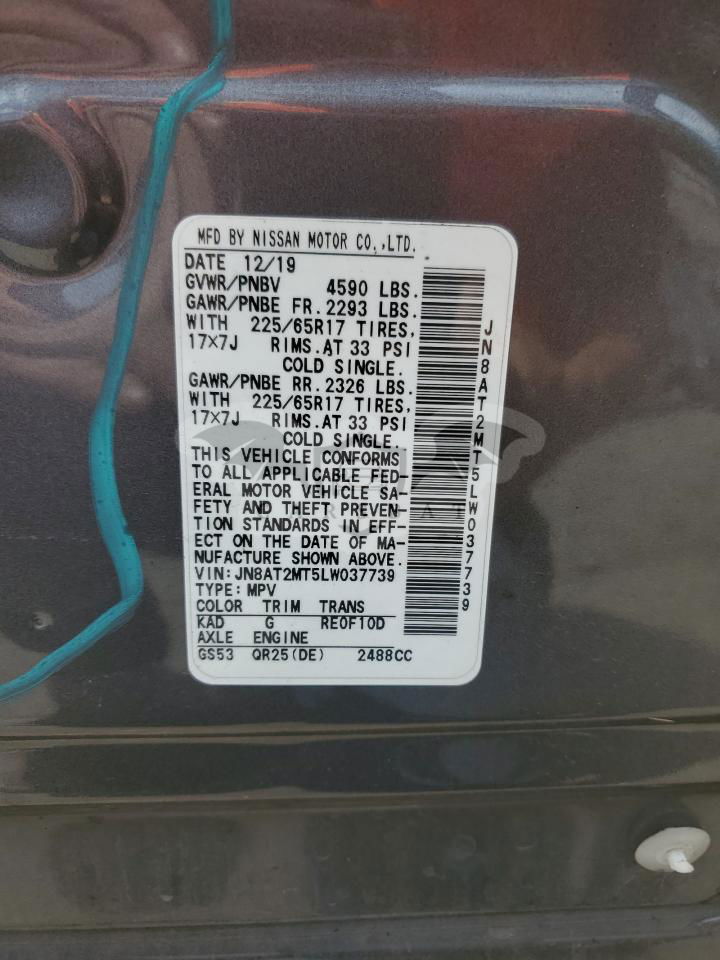 MFD BY NISSAN MOTOR CO.,LTD.
DATE 12/19
GVWR/PNBV 4590 LBS.
GAWR/PNBE FR. 2293 LBS.
WITH 225/65R17 TIRES,
17×7J RIMS.AT 33 PSI
COLD SINGLE.
GAWR/PNBE RR. 2326 LBS.
WITH 225/65R17 TIRES,
17×7J RIMS.AT 33 PSI
COLD SINGLE.
THIS VEHICLE CONFORMS
TO ALL APPLICABLE FED-
ERAL MOTOR VEHICLE SA-
FETY AND THEFT PREVEN-
TION STANDARDS IN EFF-
ECT ON THE DATE OF MA-
NUFACTURE SHOWN ABOVE.
VIN:JN8AT2MT5LW037739
TYPE:MPV
COLOR TRIM TRANS
KAD G RE0F10D
AXLE ENGINE
GS53 QR25(DE) 2488CC
JN8AT2MT5LW037739